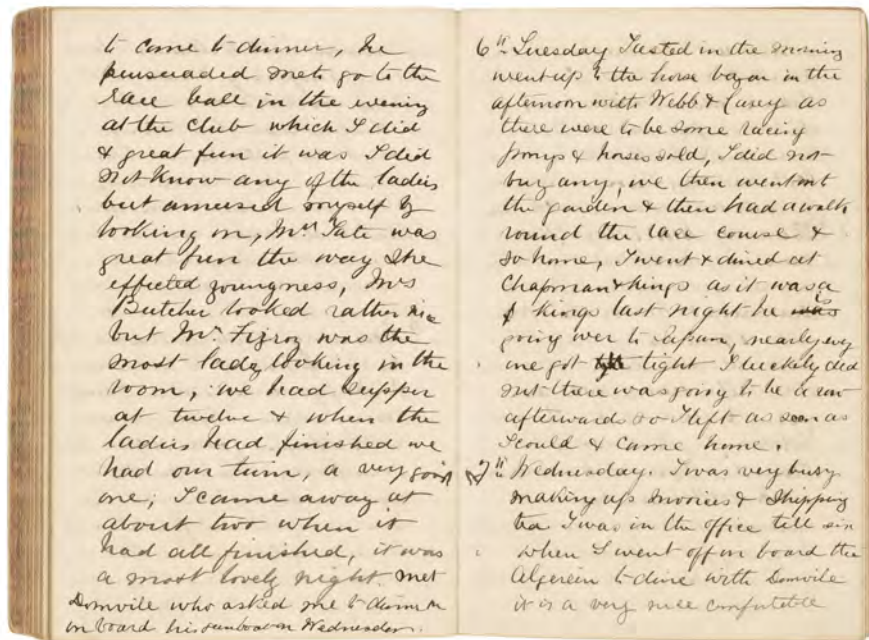 to come to dinner, he
persuaded me to go to the
race ball in the evening
at the club which I did
& great fun it was I did
not know any of the ladies
but amused myself by
looking on, Mrs Tate was
great fun the way she
effected youngness, Mrs
Butcher looked rather nice
but Mrs Fizroy was the
most lady looking in the
room; we had supper
at twelve & when the
ladies had finished we
had our turn, a very good
one; I came away at
about two when it
had all finished, it was
a most lovely night. met
Domvile who asked me to dinner
on board his gunboat on Wednesday.
6th Tuesday Tasted in the morning
went up to the horse bazar in the
afternoon with Webb & Casey as
there were to be some racing
ponys & horses sold, I did not
buy any, we then went
the garden & then had a walk
round the race course &
so home, I went & dined at
Chapman & Kings as it was a
Kings last night he is
going over to Japan, nearly every
one got tight I luckely did
not there was going to be a row
afterwards so I left as soon as
I could & came home.
7th Wednesday. I was very busy
making up invoices & shipping
tea I was in the office till six
when I went off on board the
Algerein to dine with Domvile
it is a very nice comfortable